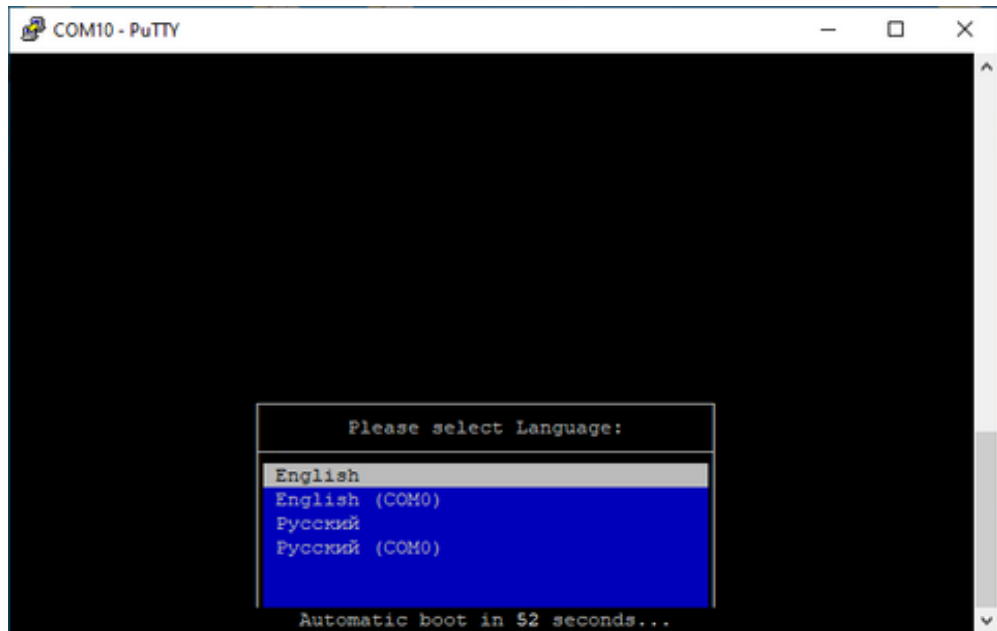 COM10 - PuTTY
Please select Language:
English
English (COM0)
Русский
Русский (COM0)
Automatic boot in 52 seconds...